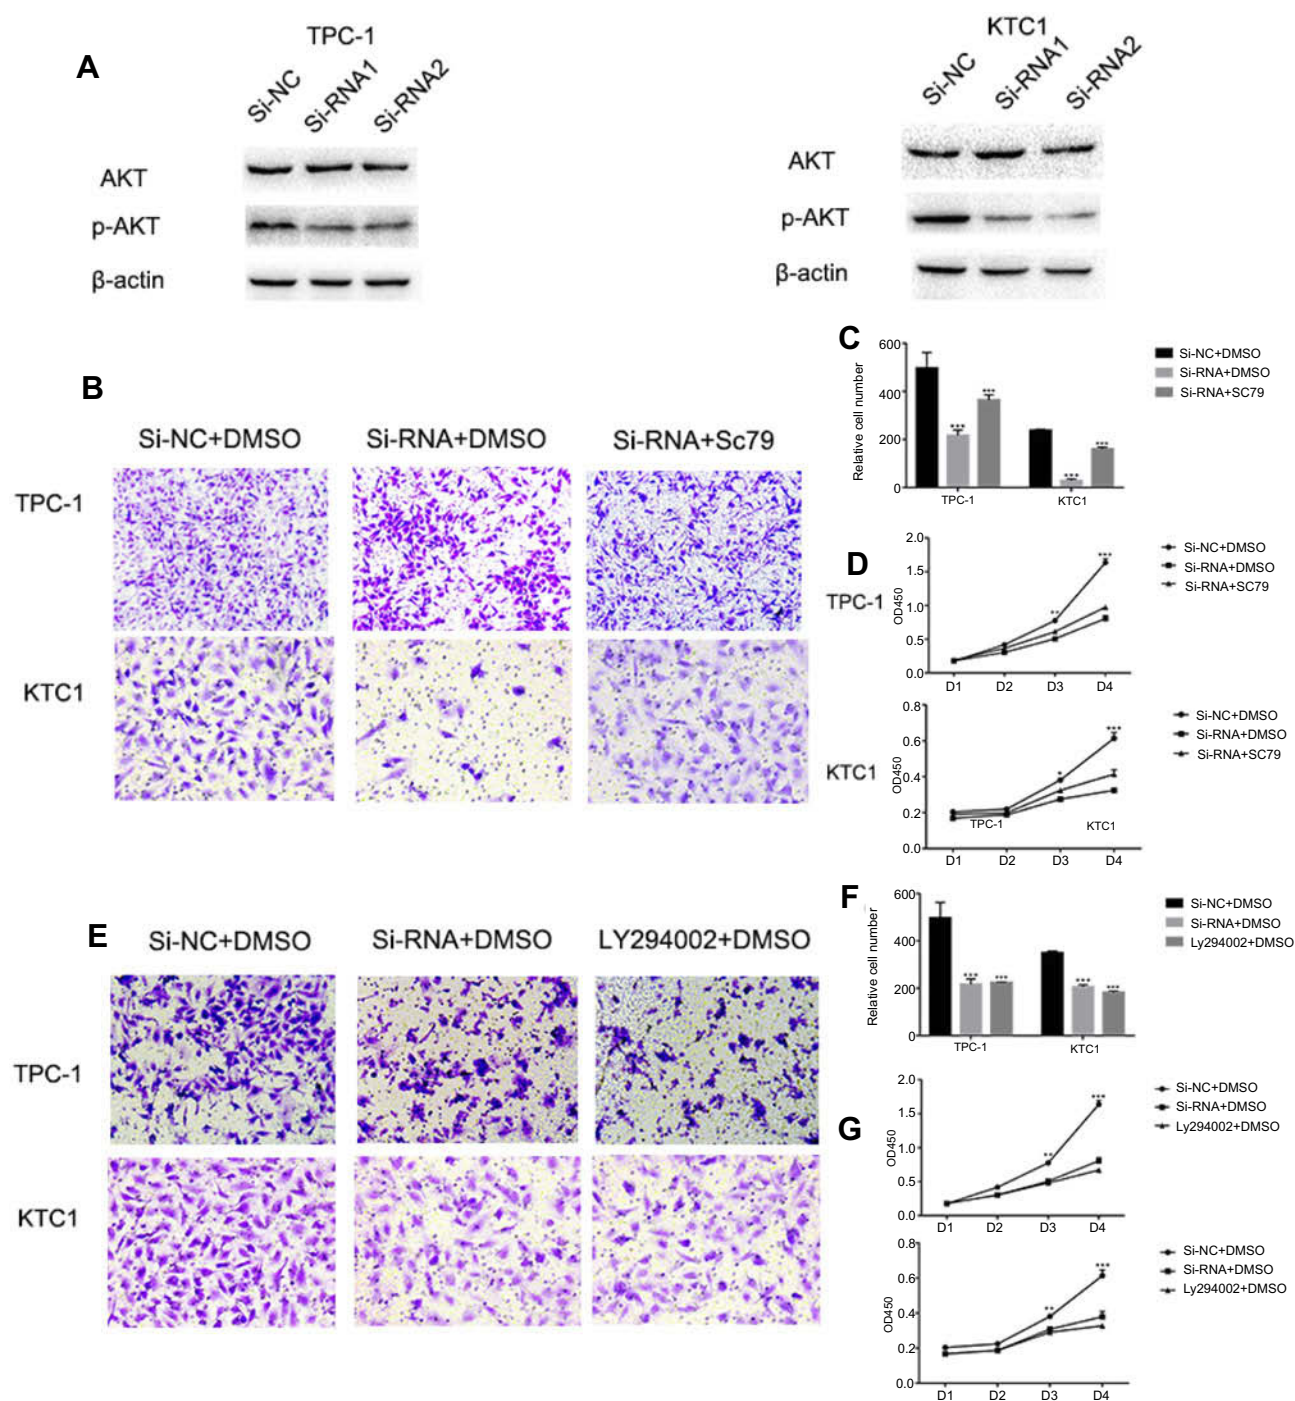 A
TPC-1
Si-NC
Si-RNA1
Si-RNA2
AKT
p-AKT
β-actin
KTC1
Si-NC
Si-RNA1
Si-RNA2
AKT
p-AKT
β-actin
B
Si-NC+DMSO
Si-RNA+DMSO
Si-RNA+Sc79
TPC-1
KTC1
C
Relative cell number
600
400
200
0
***
***
***
***
TPC-1
KTC1
Si-NC+DMSO
Si-RNA+DMSO
Si-RNA+SC79
D
TPC-1
OD450
2.0
1.5
1.0
0.5
0.0
**
***
D1
D2
D3
D4
Si-NC+DMSO
Si-RNA+DMSO
Si-RNA+SC79
KTC1
OD450
0.8
0.6
0.4
0.2
0.0
*
***
TPC-1
KTC1
D1
D2
D3
D4
Si-NC+DMSO
Si-RNA+DMSO
Si-RNA+SC79
E
Si-NC+DMSO
Si-RNA+DMSO
LY294002+DMSO
TPC-1
KTC1
F
Relative cell number
600
400
200
0
***
***
***
***
TPC-1
KTC1
Si-NC+DMSO
Si-RNA+DMSO
Ly294002+DMSO
G
OD450
2.0
1.5
1.0
0.5
0.0
**
***
D1
D2
D3
D4
Si-NC+DMSO
Si-RNA+DMSO
Ly294002+DMSO
OD450
0.8
0.6
0.4
0.2
0.0
**
***
D1
D2
D3
D4
Si-NC+DMSO
Si-RNA+DMSO
Ly294002+DMSO